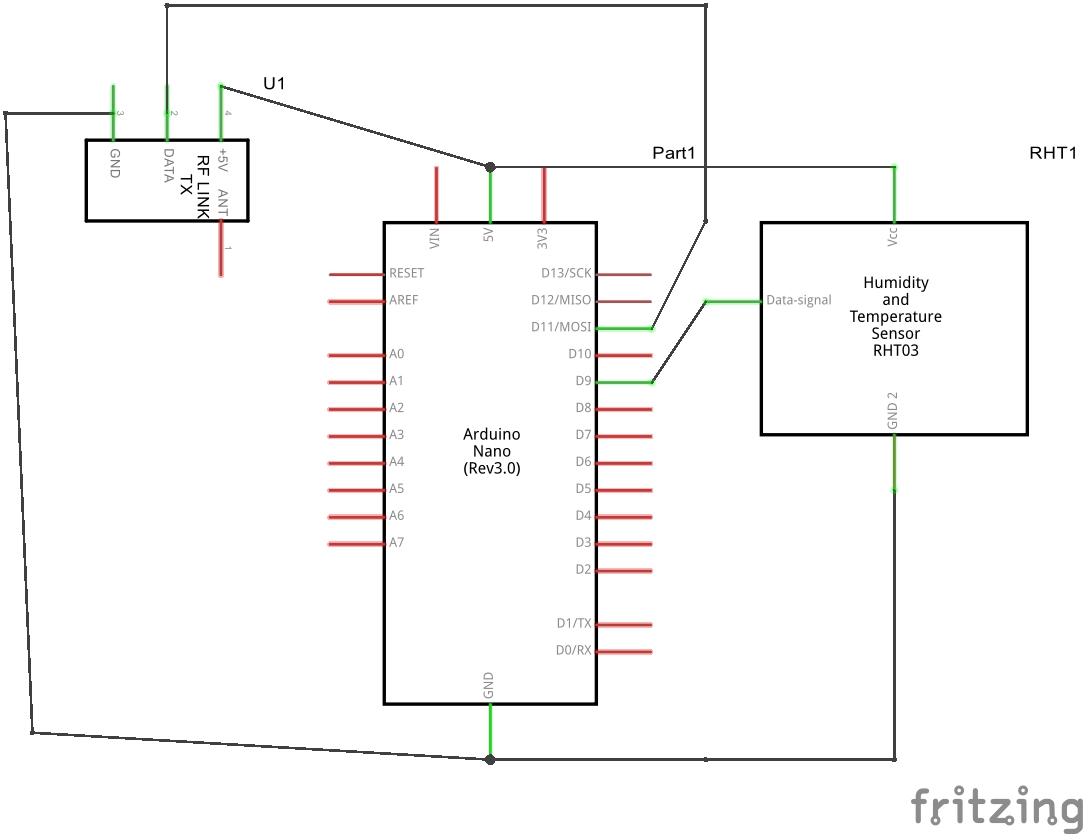 U1
3
2
4
GND
DATA
+5V
RF LINK
TX
ANT
1
Part1
RHT1
VIN
5V
3V3
RESET
AREF
A0
A1
A2
A3
A4
A5
A6
A7
D13/SCK
D12/MISO
D11/MOSI
D10
D9
D8
D7
D6
D5
D4
D3
D2
D1/TX
D0/RX
Arduino
Nano
(Rev3.0)
GND
Vcc
Data-signal
Humidity
and
Temperature
Sensor
RHT03
GND 2
fritzing